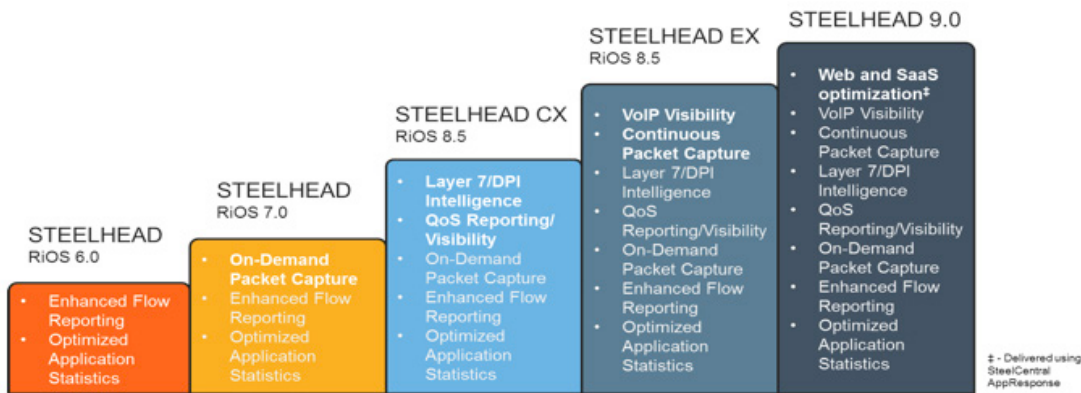 STEELHEAD
RiOS 6.0
• Enhanced Flow
Reporting
• Optimized
Application
Statistics
STEELHEAD
RiOS 7.0
• On-Demand
Packet Capture
• Enhanced Flow
Reporting
• Optimized
Application
Statistics
STEELHEAD CX
RiOS 8.5
• Layer 7/DPI
Intelligence
• QoS Reporting/
Visibility
• On-Demand
Packet Capture
• Enhanced Flow
Reporting
• Optimized
Application
Statistics
STEELHEAD EX
RiOS 8.5
• VoIP Visibility
• Continuous
Packet Capture
• Layer 7/DPI
Intelligence
• QoS
Reporting/Visibility
• On-Demand
Packet Capture
• Enhanced Flow
Reporting
• Optimized
Application
Statistics
STEELHEAD 9.0
• Web and SaaS
optimization‡
• VoIP Visibility
• Continuous
Packet Capture
• Layer 7/DPI
Intelligence
• QoS
Reporting/Visibility
• On-Demand
Packet Capture
• Enhanced Flow
Reporting
• Optimized
Application
Statistics
‡ - Delivered using
SteelCentral
AppResponse